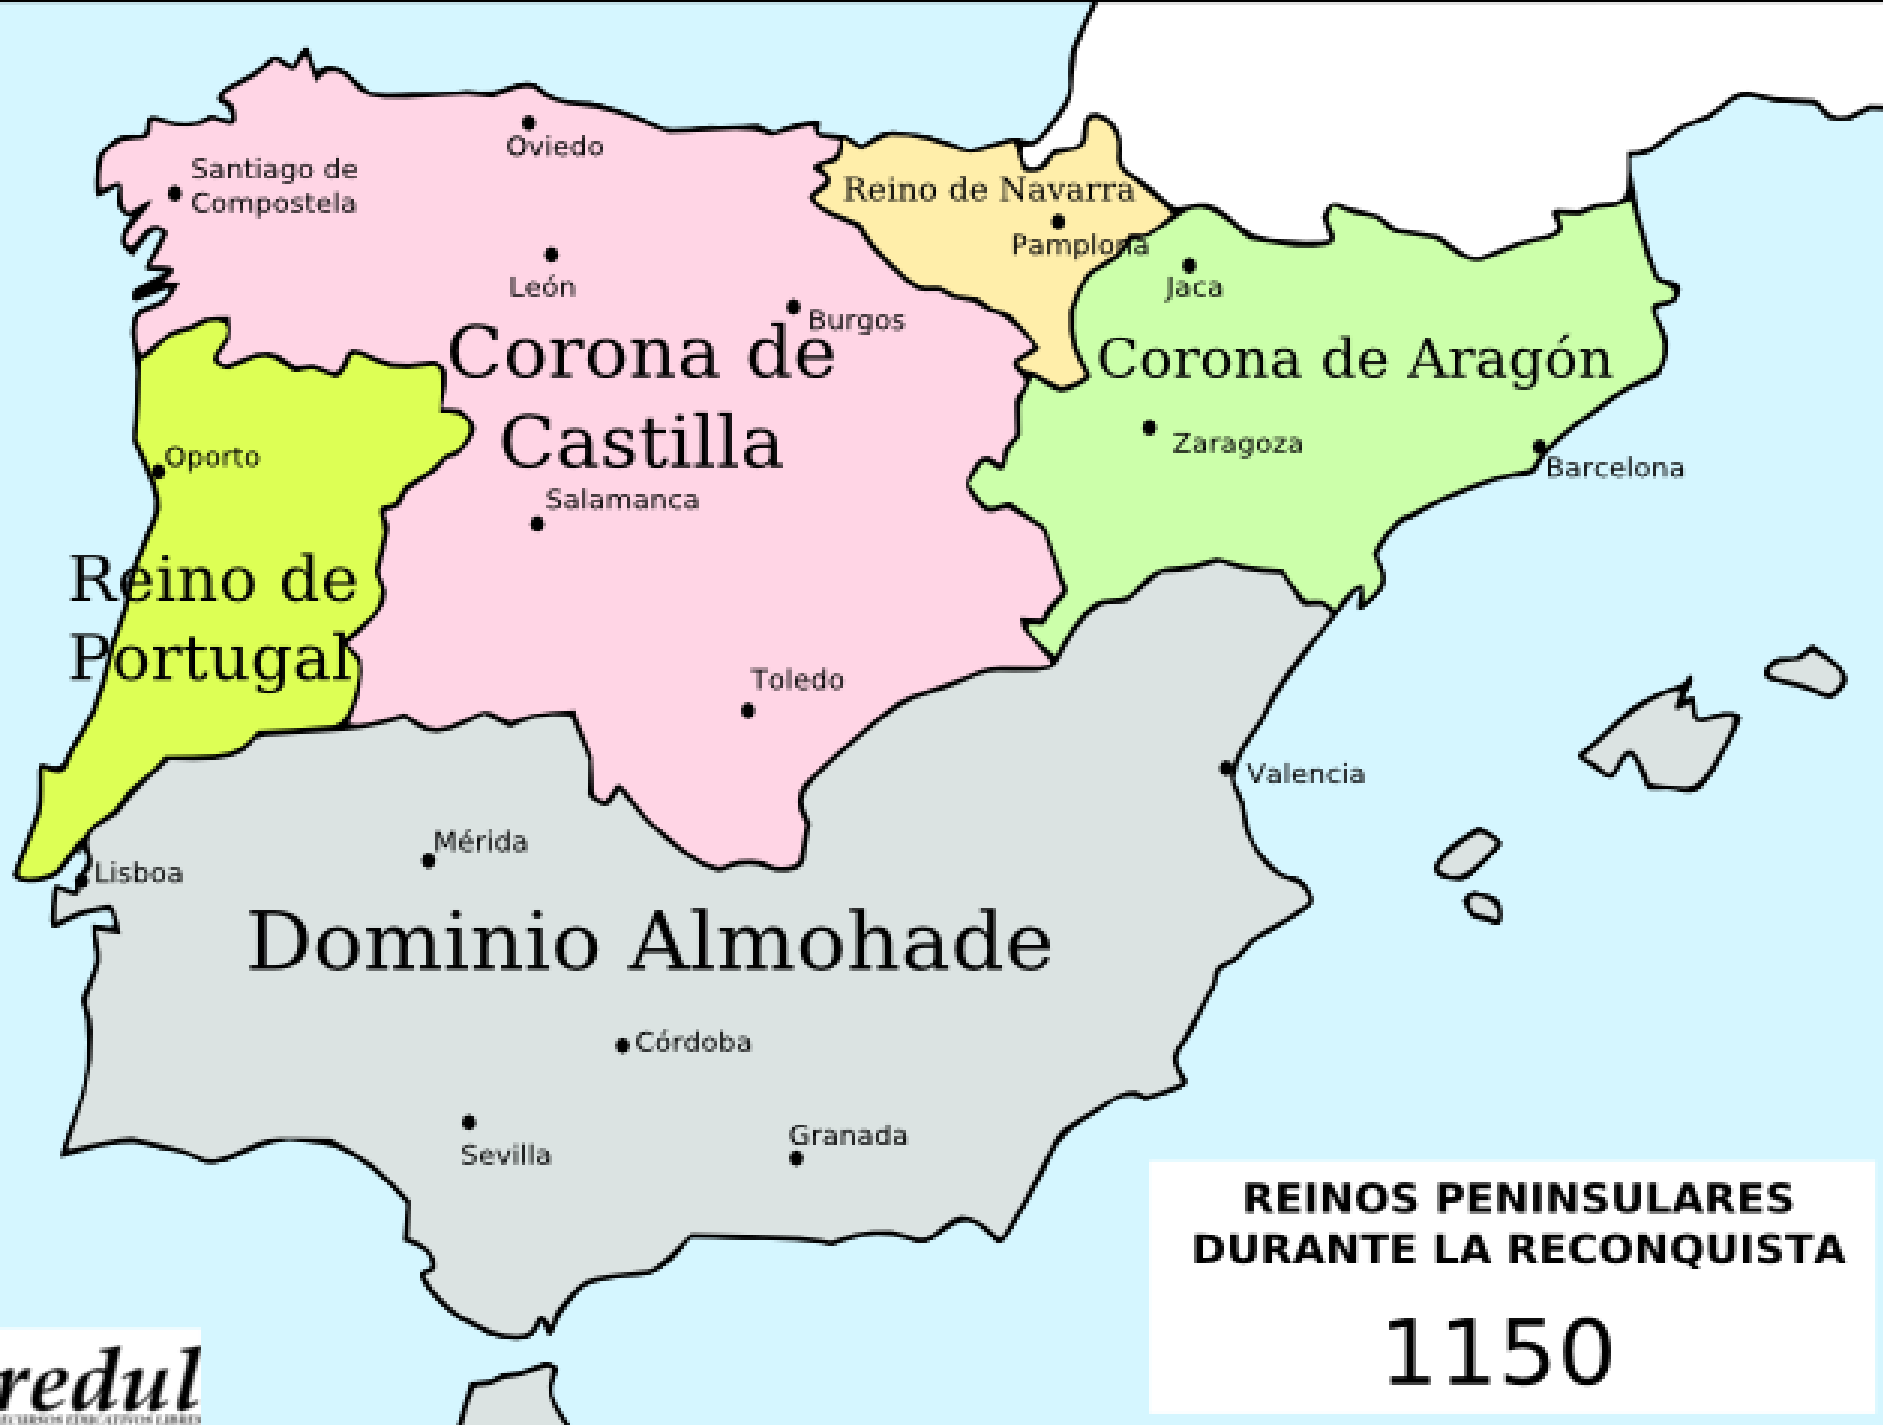 Oviedo
Santiago de
Compostela
Reino de Navarra
Pamplona
León
Jaca
Burgos
Corona de
Castilla
Corona de Aragón
Zaragoza
Barcelona
Oporto
Salamanca
Reino de
Portugal
Toledo
Valencia
Mérida
Lisboa
Dominio Almohade
Córdoba
Sevilla
Granada
REINOS PENINSULARES
DURANTE LA RECONQUISTA
1150
redul